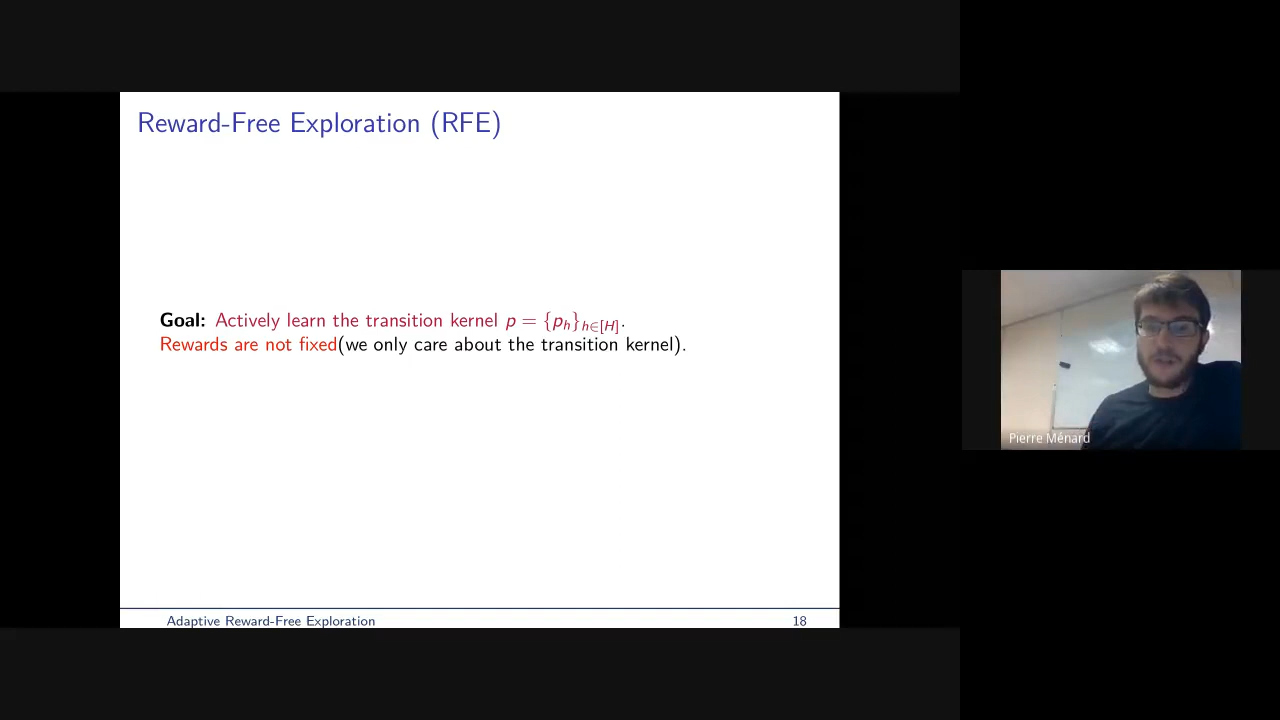 Reward-Free Exploration (RFE)
Goal: Actively learn the transition kernel p = {pₕ}ₕ∈[H].
Rewards are not fixed(we only care about the transition kernel).
Adaptive Reward-Free Exploration 18
Pierre Ménard